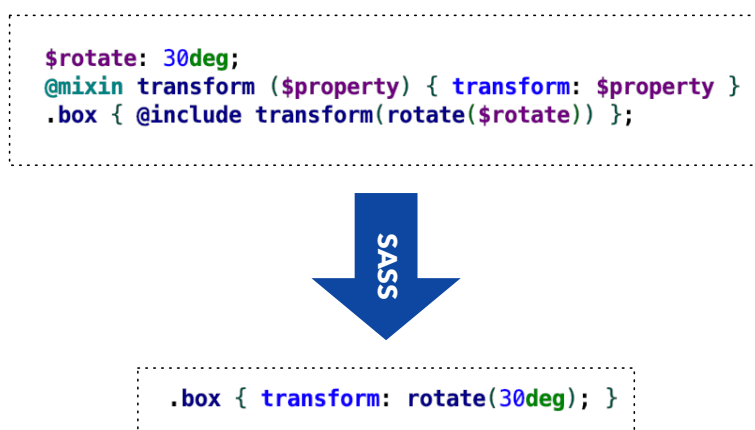 $rotate: 30deg;
@mixin transform ($property) { transform: $property }
.box { @include transform(rotate($rotate)) };
SASS
.box { transform: rotate(30deg); }